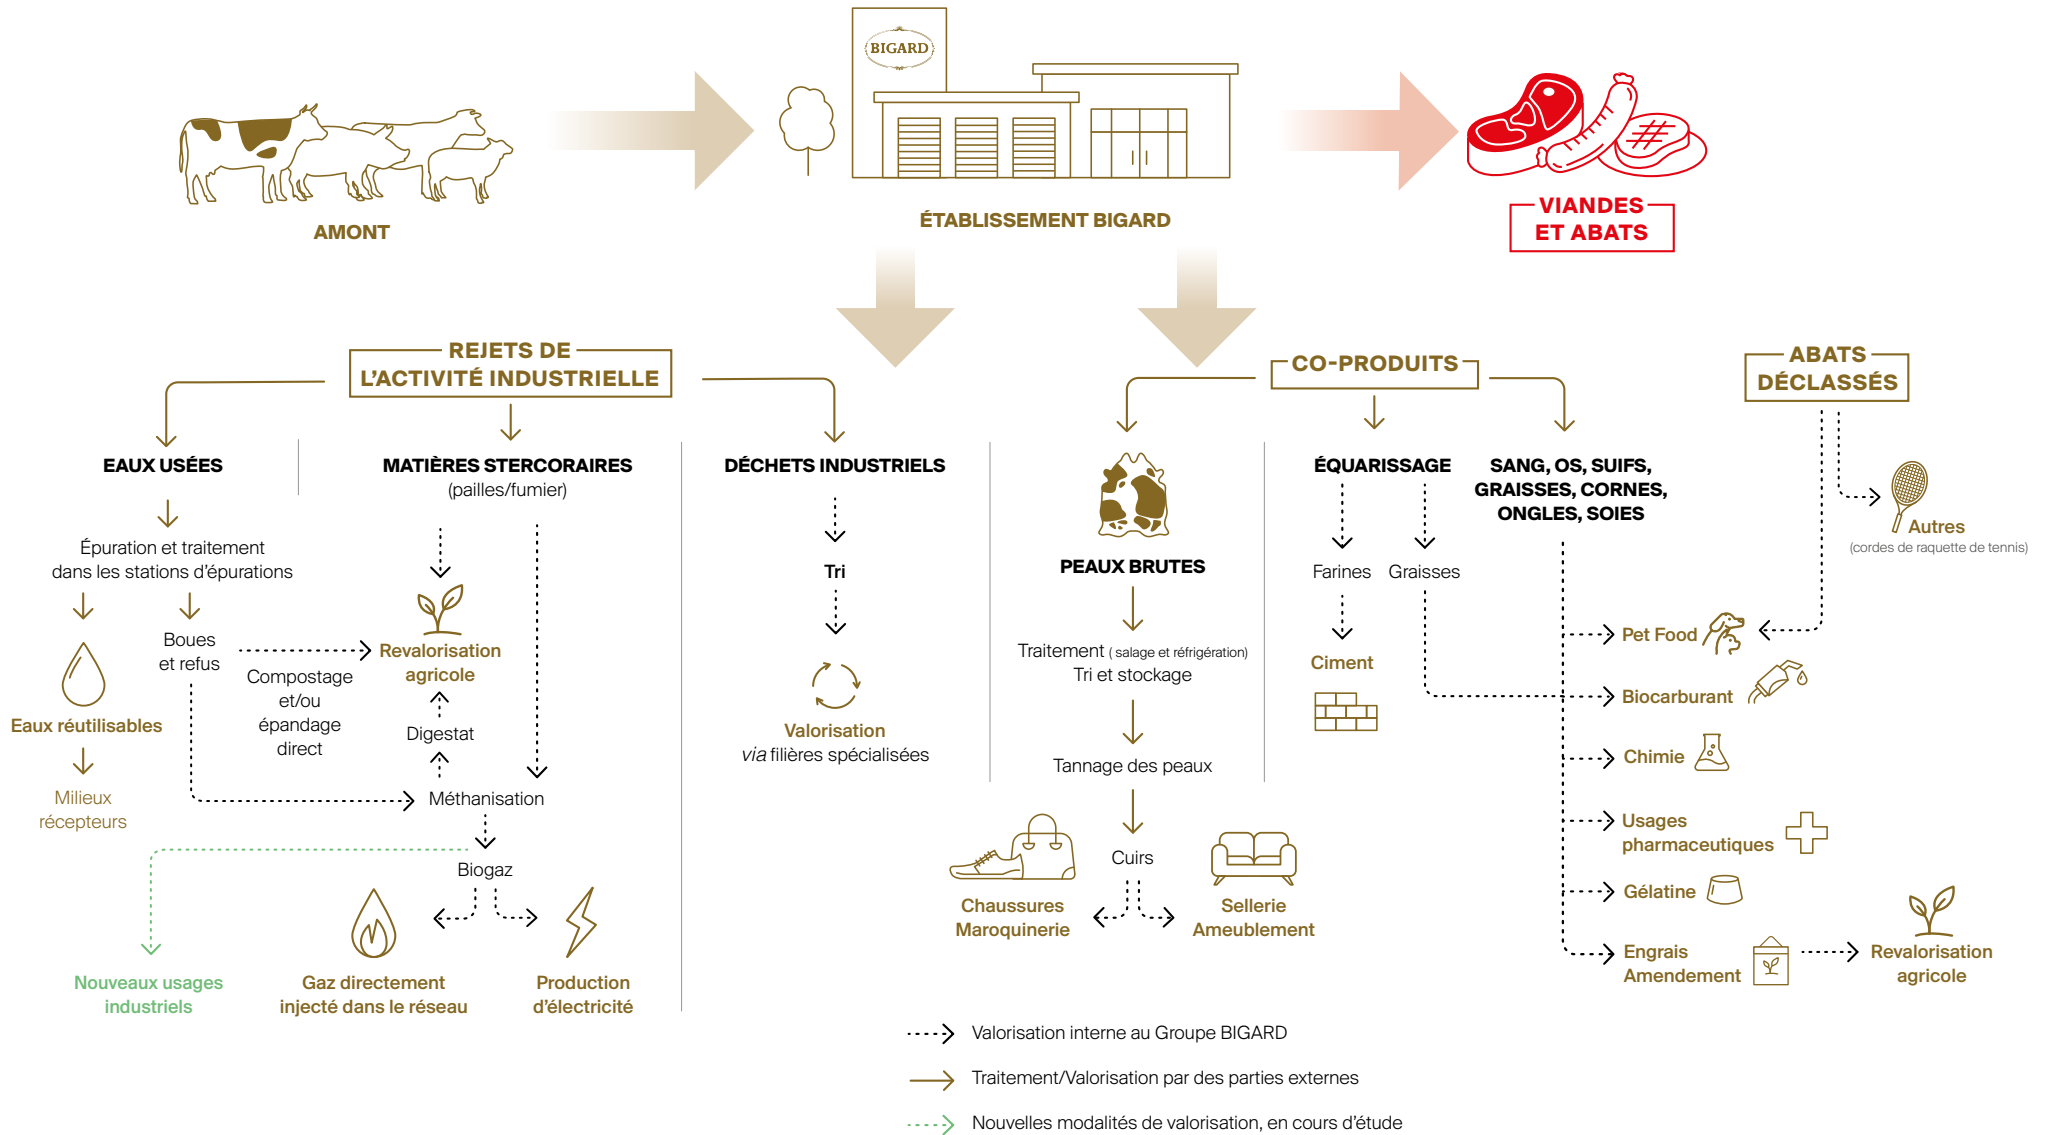 BIGARD
AMONT
ÉTABLISSEMENT BIGARD
VIANDES
ET ABATS
REJETS DE
L'ACTIVITÉ INDUSTRIELLE
CO-PRODUITS
ABATS
DÉCLASSÉS
EAUX USÉES
Épuration et traitement
dans les stations d'épurations
Boues
et refus
Eaux réutilisables
Milieux
récepteurs
Compostage
et/ou
épandage
direct
MATIÈRES STERCORAIRES
(pailles/fumier)
Revalorisation
agricole
Digestat
Méthanisation
Biogaz
Nouveaux usages
industriels
Gaz directement
injecté dans le réseau
Production
d'électricité
DÉCHETS INDUSTRIELS
Tri
Valorisation
via filières spécialisées
PEAUX BRUTES
Traitement ( salage et réfrigération)
Tri et stockage
Tannage des peaux
Cuirs
Chaussures
Maroquinerie
Sellerie
Ameublement
ÉQUARISSAGE
Farines
Graisses
Ciment
SANG, OS, SUIFS,
GRAISSES, CORNES,
ONGLES, SOIES
Autres
(cordes de raquette de tennis)
Pet Food
Biocarburant
Chimie
Usages
pharmaceutiques
Gélatine
Engrais
Amendement
Revalorisation
agricole
Valorisation interne au Groupe BIGARD
Traitement/Valorisation par des parties externes
Nouvelles modalités de valorisation, en cours d'étude